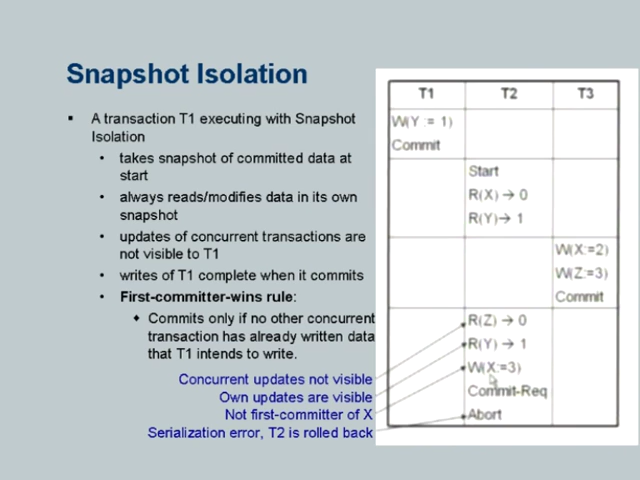 Snapshot Isolation
▪ A transaction T1 executing with Snapshot
Isolation
• takes snapshot of committed data at
start
• always reads/modifies data in its own
snapshot
• updates of concurrent transactions are
not visible to T1
• writes of T1 complete when it commits
• First-committer-wins rule:
♦ Commits only if no other concurrent
transaction has already written data
that T1 intends to write.
Concurrent updates not visible
Own updates are visible
Not first-committer of X
Serialization error, T2 is rolled back
T1 T2 T3
W(Y := 1)
Commit
Start
R(X) → 0
R(Y)→ 1
W(X:=2)
W(Z:=3)
Commit
R(Z) → 0
R(Y) → 1
W(X:=3)
Commit-Req
Abort